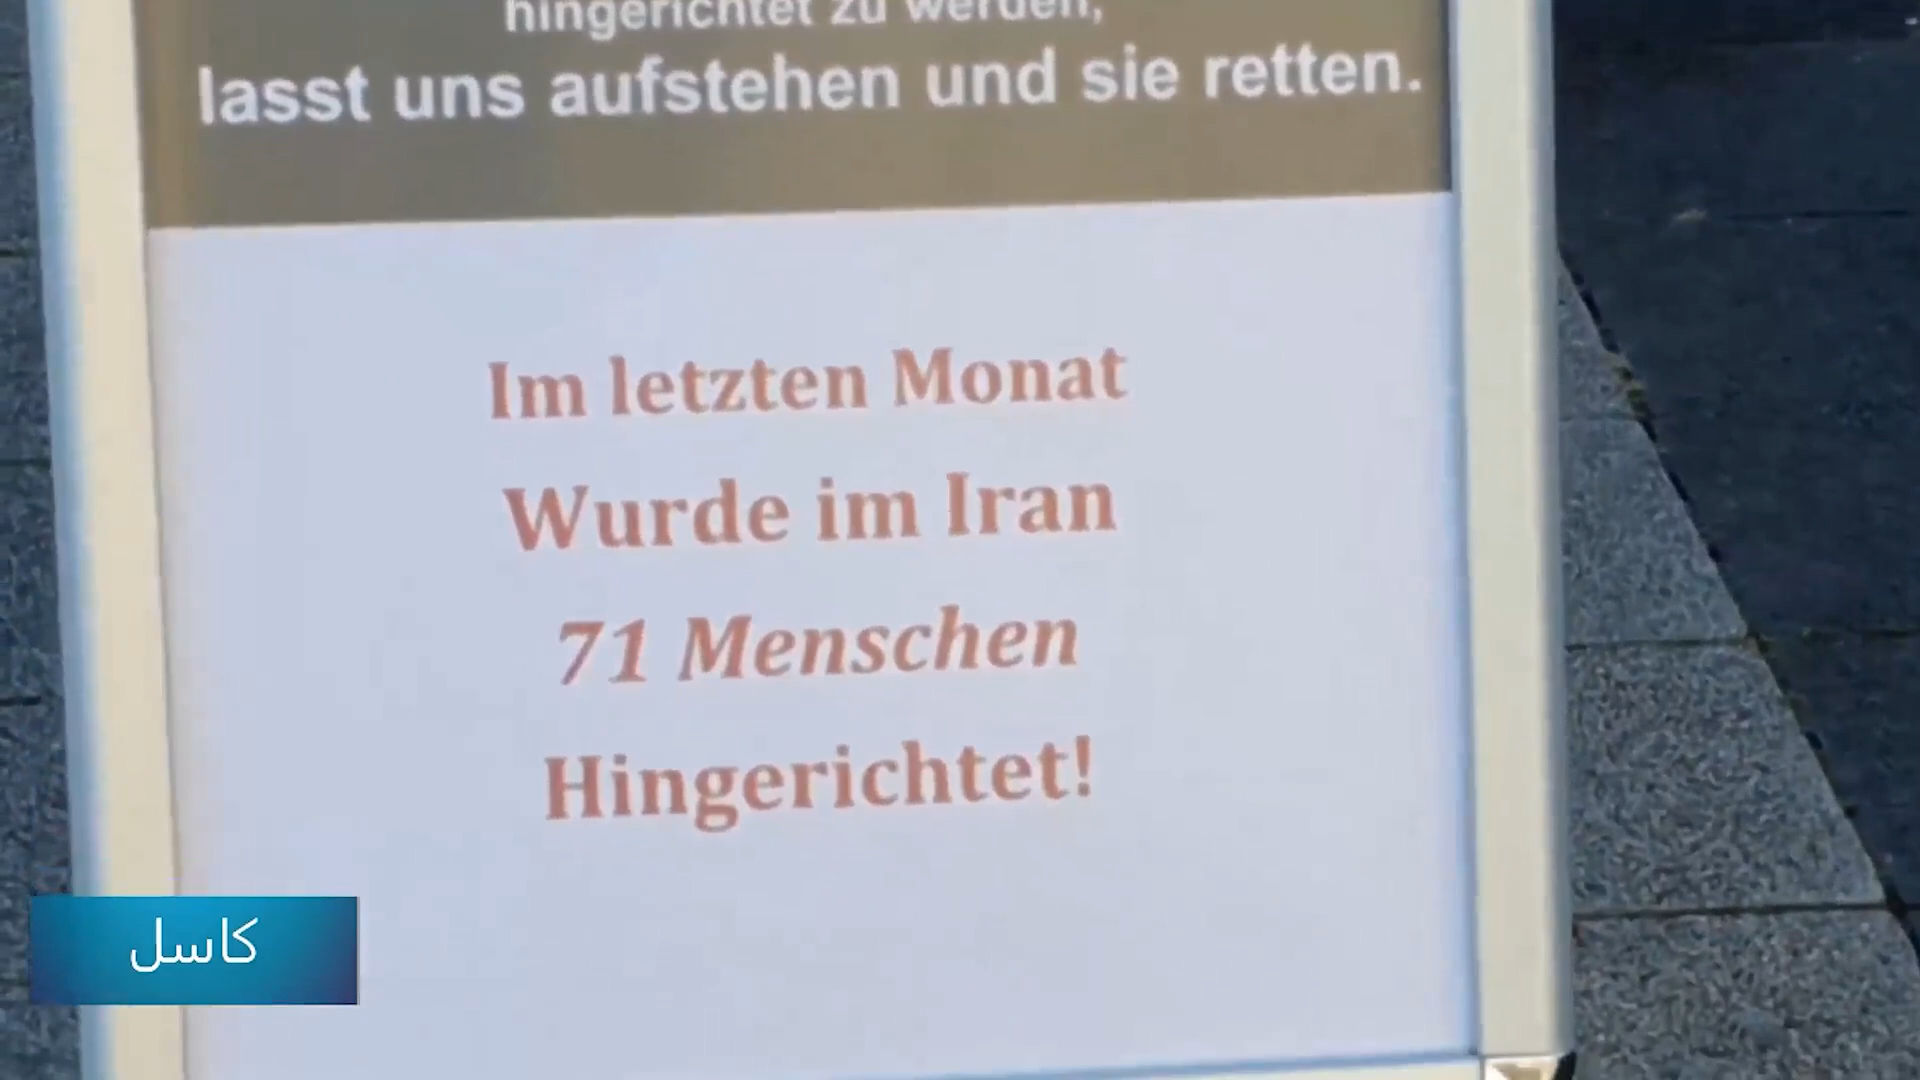 hingerichtet zu werden,
lasst uns aufstehen und sie retten.
Im letzten Monat
Wurde im Iran
71 Menschen
Hingerichtet!
کاسل